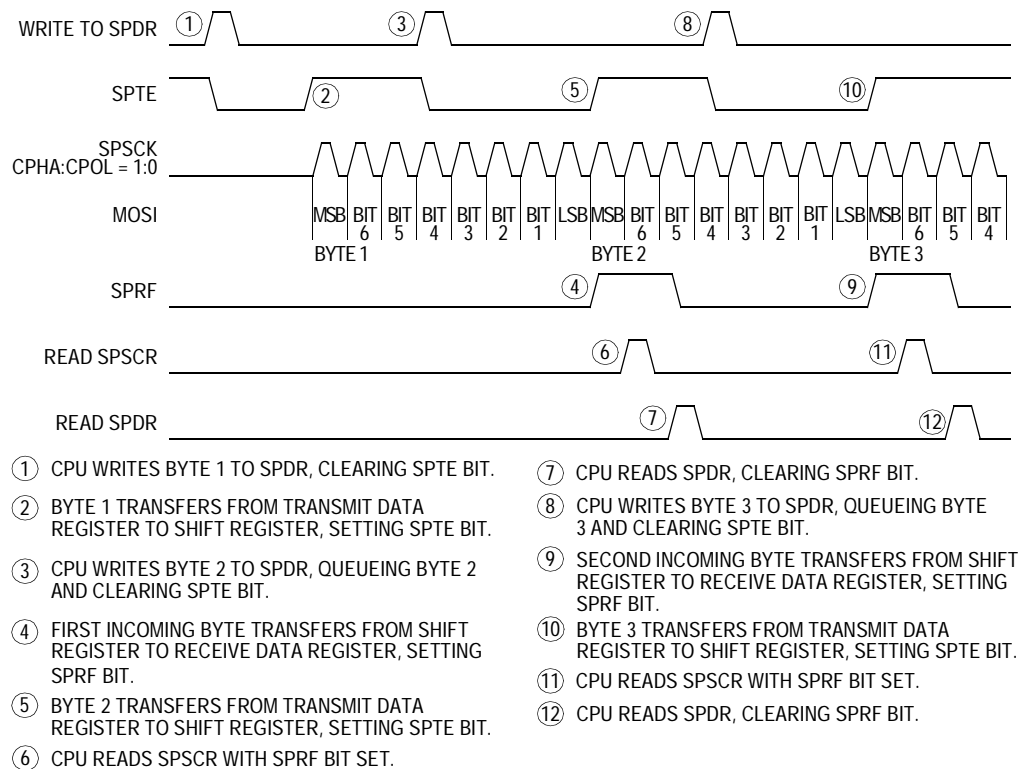 WRITE TO SPDR
1
3
8
SPTE
2
5
10
SPSCK
CPHA:CPOL = 1:0
MOSI
MSB BIT 6 BIT 5 BIT 4 BIT 3 BIT 2 BIT 1 LSB MSB BIT 6 BIT 5 BIT 4 BIT 3 BIT 2 BIT 1 LSB MSB BIT 6 BIT 5 BIT 4
BYTE 1
BYTE 2
BYTE 3
SPRF
4
9
READ SPSCR
6
11
READ SPDR
7
12
1 CPU WRITES BYTE 1 TO SPDR, CLEARING SPTE BIT.
2 BYTE 1 TRANSFERS FROM TRANSMIT DATA
REGISTER TO SHIFT REGISTER, SETTING SPTE BIT.
3 CPU WRITES BYTE 2 TO SPDR, QUEUEING BYTE 2
AND CLEARING SPTE BIT.
4 FIRST INCOMING BYTE TRANSFERS FROM SHIFT
REGISTER TO RECEIVE DATA REGISTER, SETTING
SPRF BIT.
5 BYTE 2 TRANSFERS FROM TRANSMIT DATA
REGISTER TO SHIFT REGISTER, SETTING SPTE BIT.
6 CPU READS SPSCR WITH SPRF BIT SET.
7 CPU READS SPDR, CLEARING SPRF BIT.
8 CPU WRITES BYTE 3 TO SPDR, QUEUEING BYTE
3 AND CLEARING SPTE BIT.
9 SECOND INCOMING BYTE TRANSFERS FROM SHIFT
REGISTER TO RECEIVE DATA REGISTER, SETTING
SPRF BIT.
10 BYTE 3 TRANSFERS FROM TRANSMIT DATA
REGISTER TO SHIFT REGISTER, SETTING SPTE BIT.
11 CPU READS SPSCR WITH SPRF BIT SET.
12 CPU READS SPDR, CLEARING SPRF BIT.